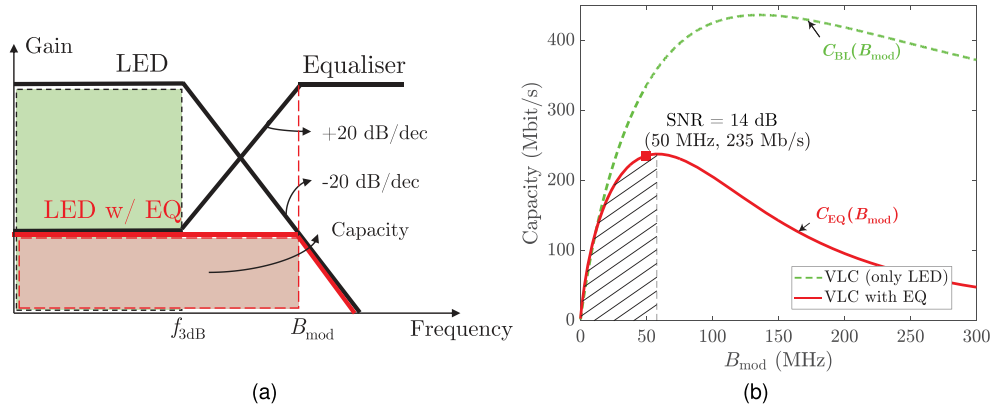 Gain
LED
Equaliser
+20 dB/dec
-20 dB/dec
LED w/ EQ
Capacity
f3dB
Bmod
Frequency
(a)
Capacity (Mbit/s)
400
300
200
100
0
CBL(Bmod)
SNR = 14 dB
(50 MHz, 235 Mb/s)
CEQ(Bmod)
VLC (only LED)
VLC with EQ
0 50 100 150 200 250 300
Bmod (MHz)
(b)